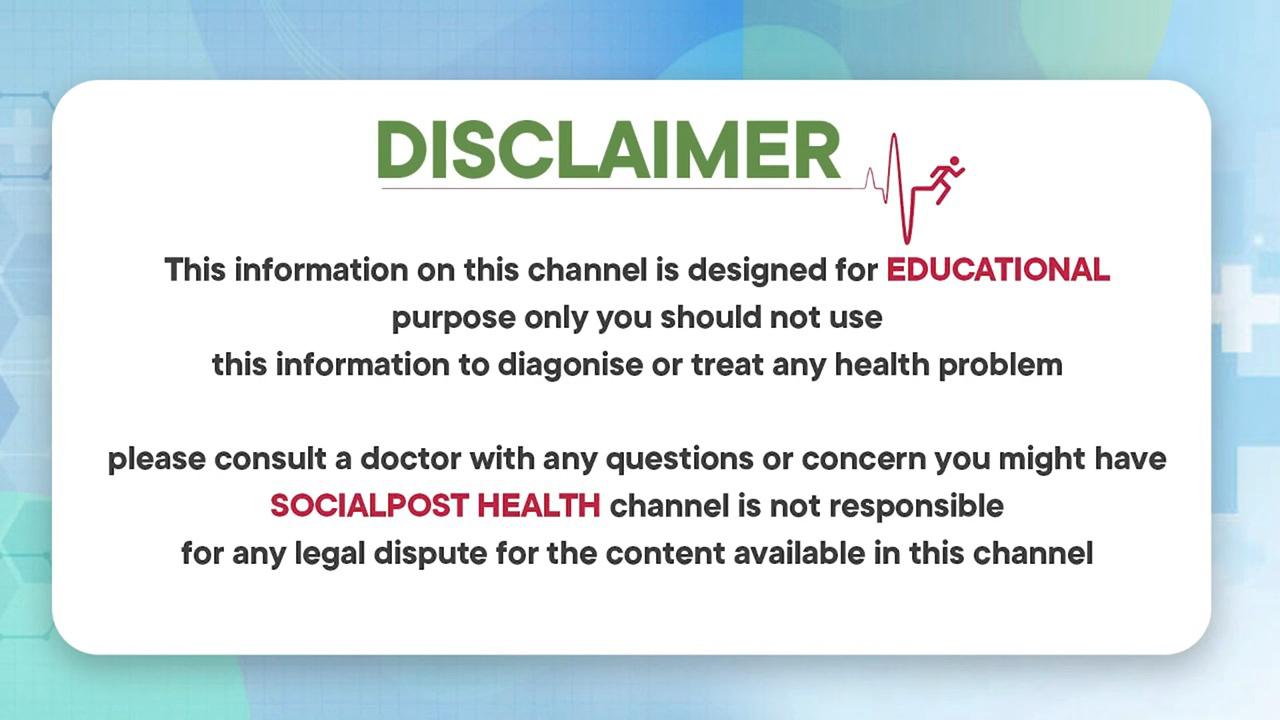 DISCLAIMER
This information on this channel is designed for EDUCATIONAL
purpose only you should not use
this information to diagonise or treat any health problem
please consult a doctor with any questions or concern you might have
SOCIALPOST HEALTH channel is not responsible
for any legal dispute for the content available in this channel